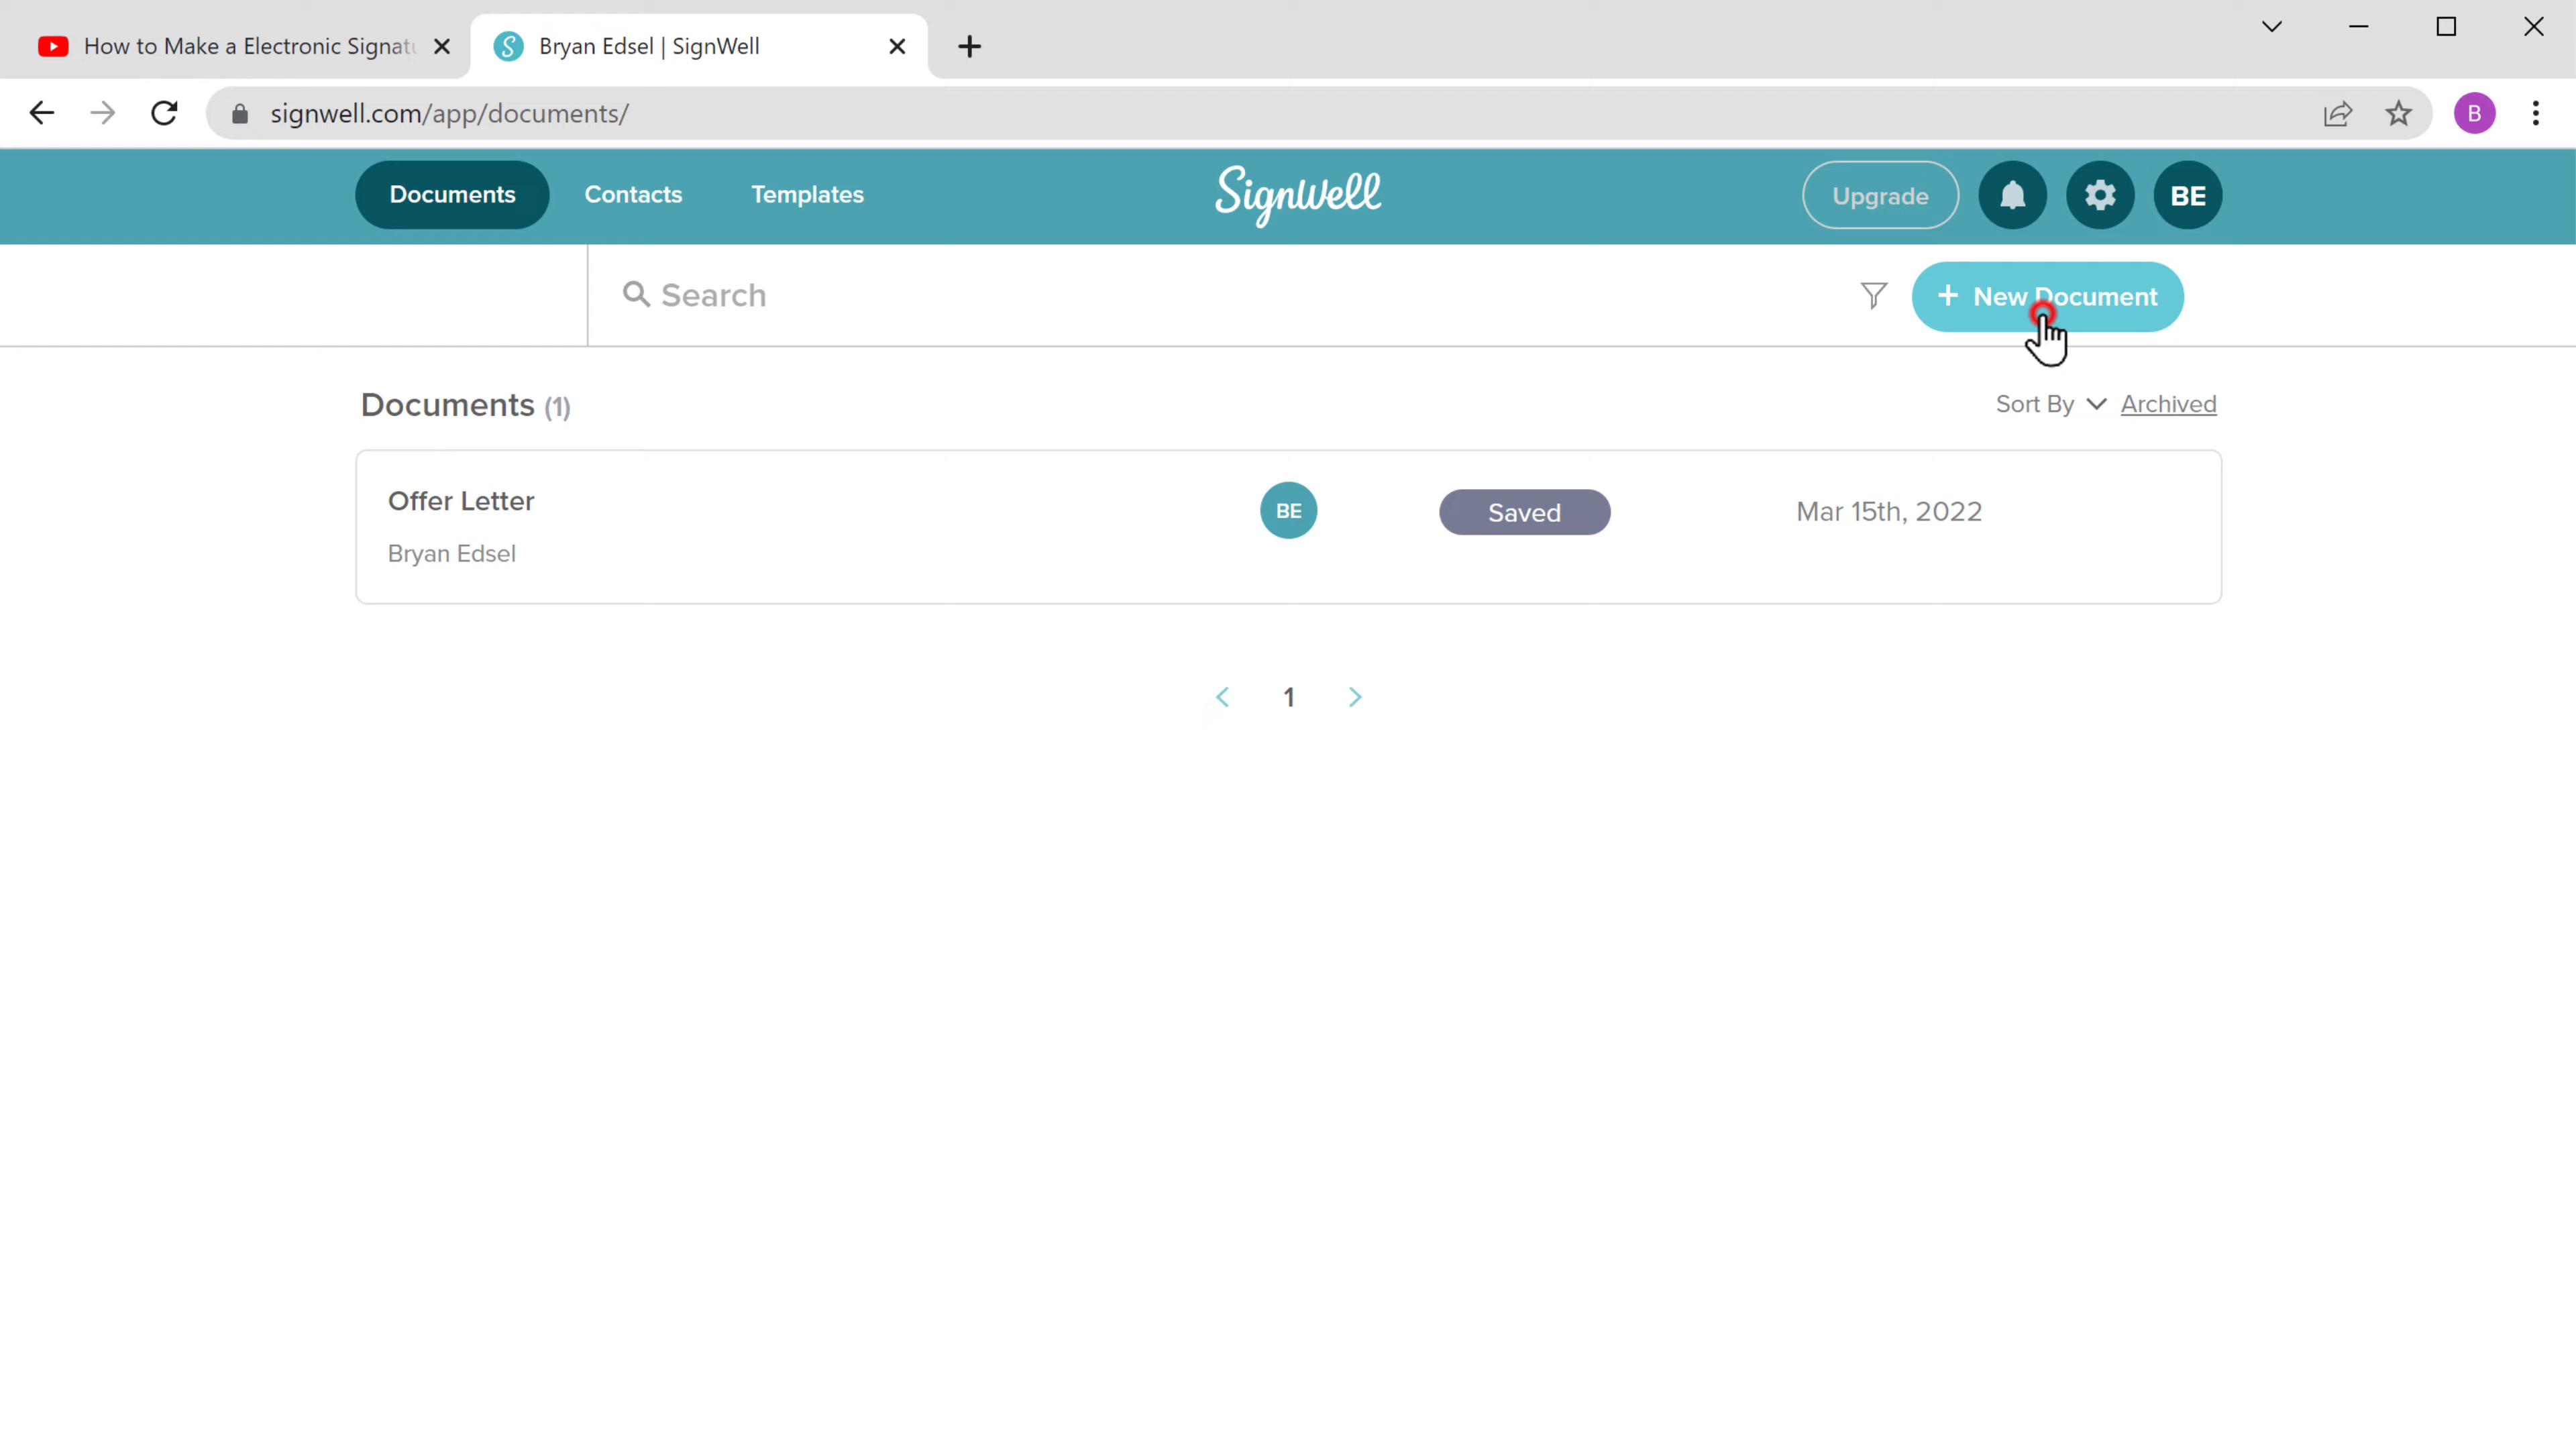 How to Make a Electronic Signatu
Bryan Edsel | SignWell
signwell.com/app/documents/
B
Documents Contacts Templates SignWell Upgrade BE
Search
+ New Document
Documents (1)
Sort By Archived
Offer Letter BE Saved Mar 15th, 2022
Bryan Edsel
< 1 >